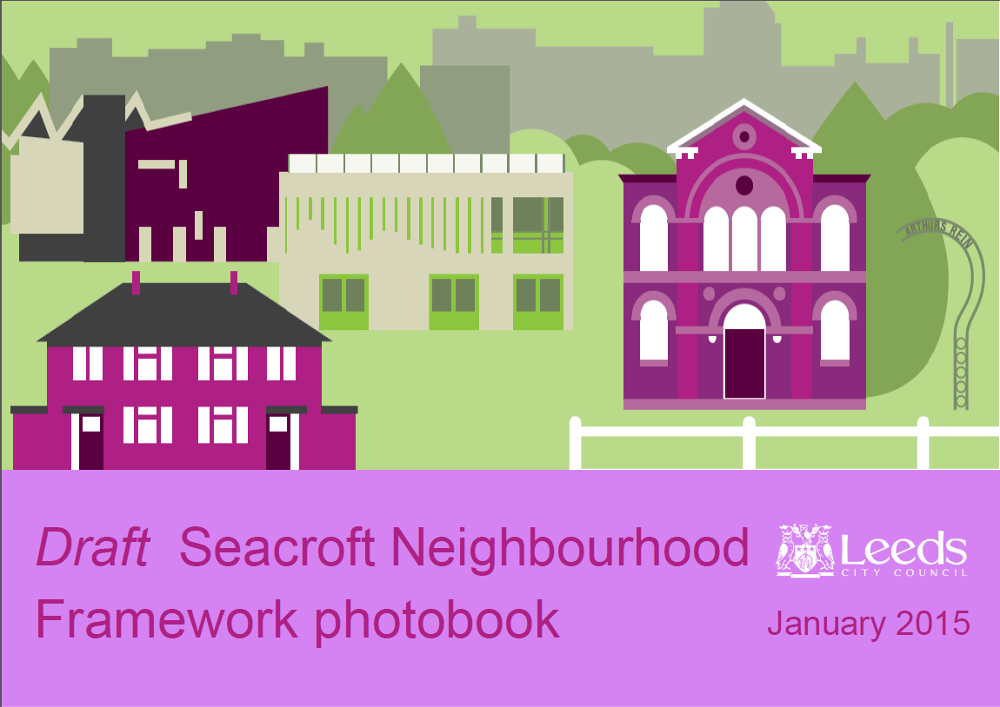 ARTHURS REIN
Draft Seacroft Neighbourhood
Framework photobook
Leeds
CITY COUNCIL
January 2015